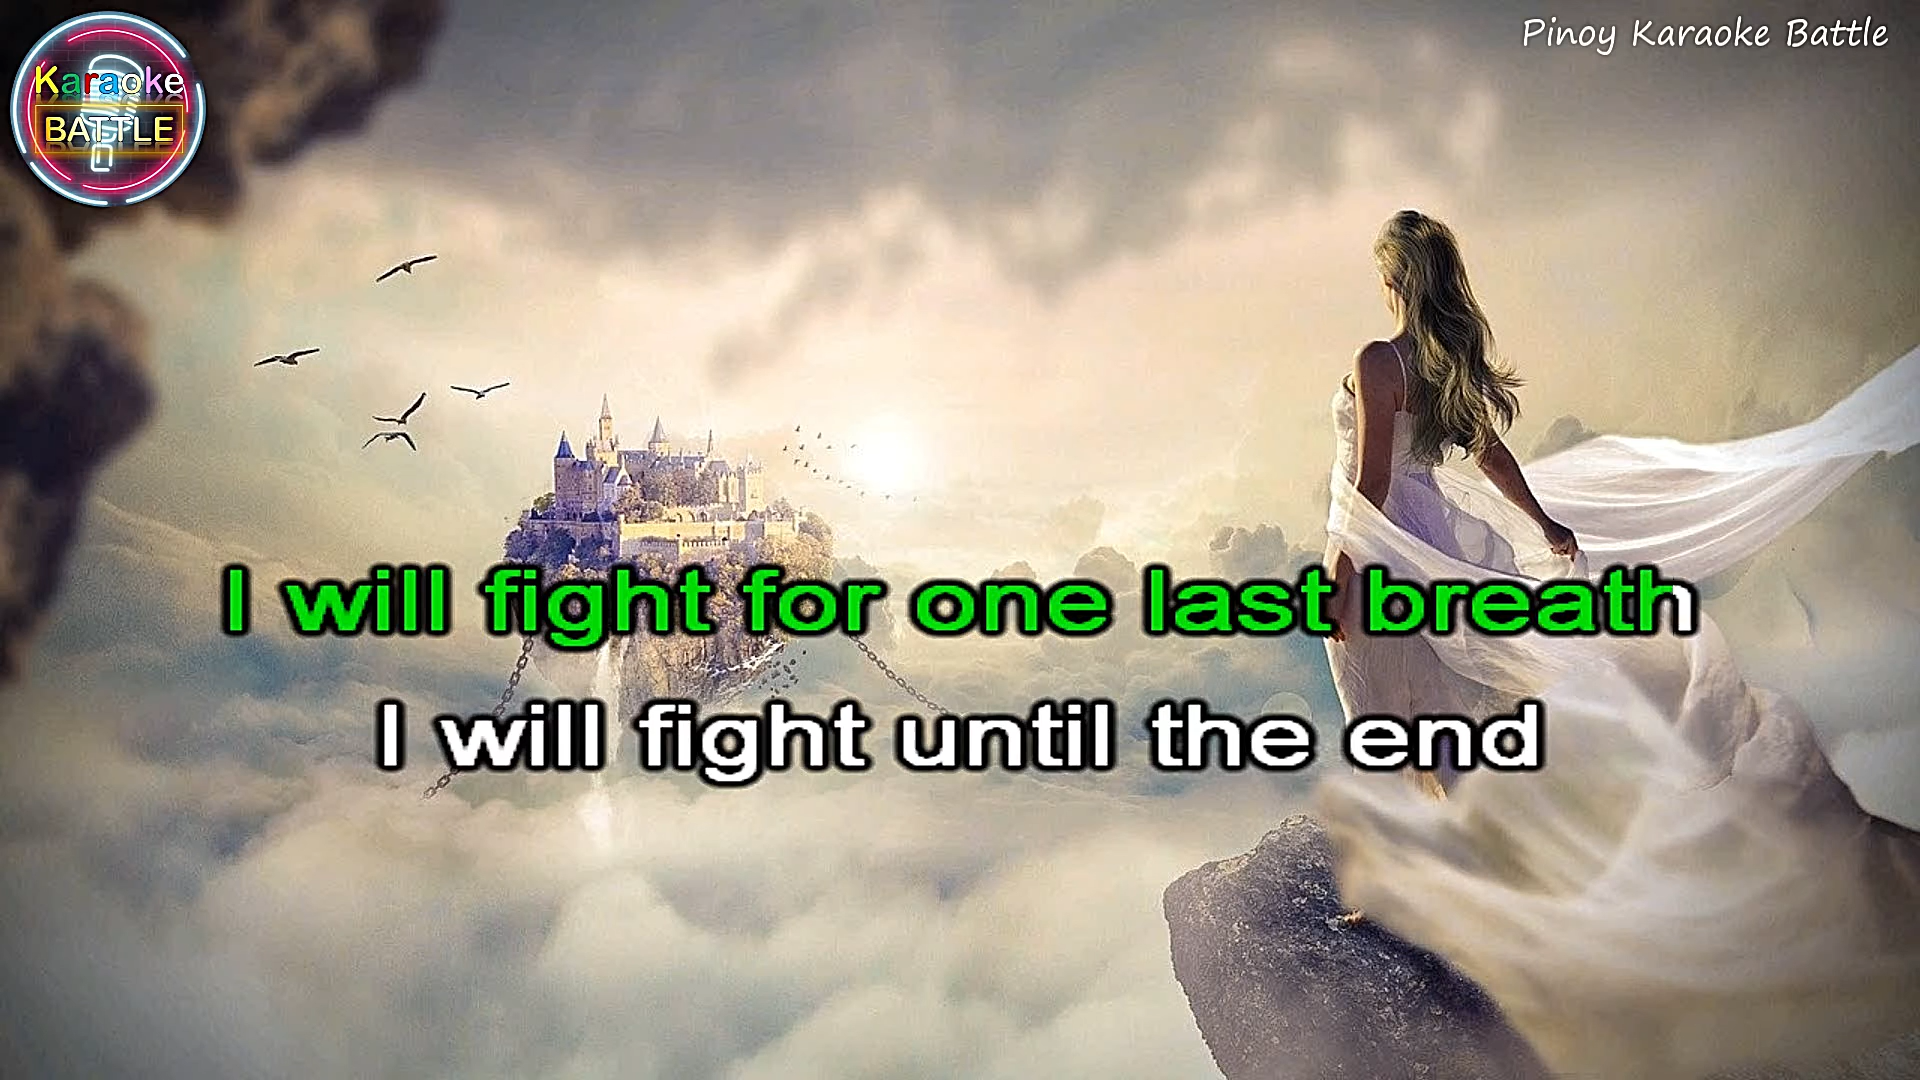 Karaoke
BATTLE
Pinoy Karaoke Battle
I will fight for one last breath
I will fight until the end